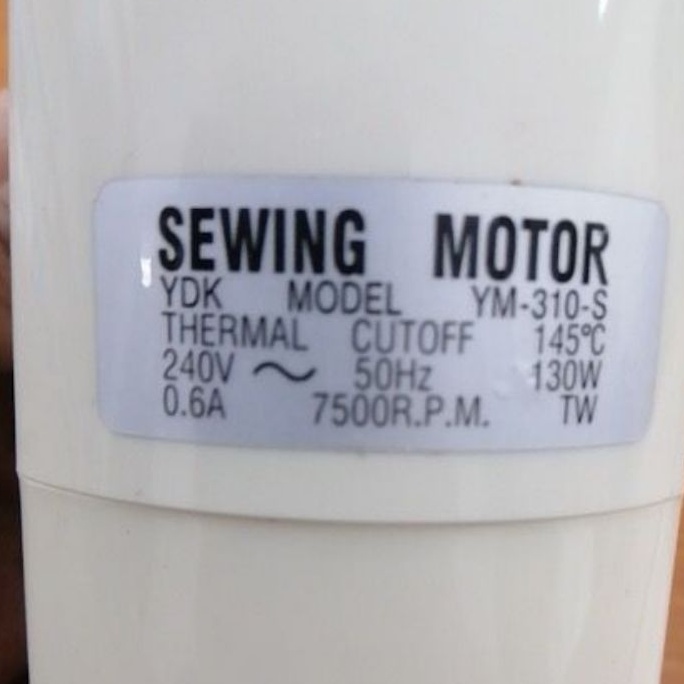 SEWING MOTOR
YDK MODEL YM-310-S
THERMAL CUTOFF 145℃
240V ~ 50Hz 130W
0.6A 7500R.P.M. TW